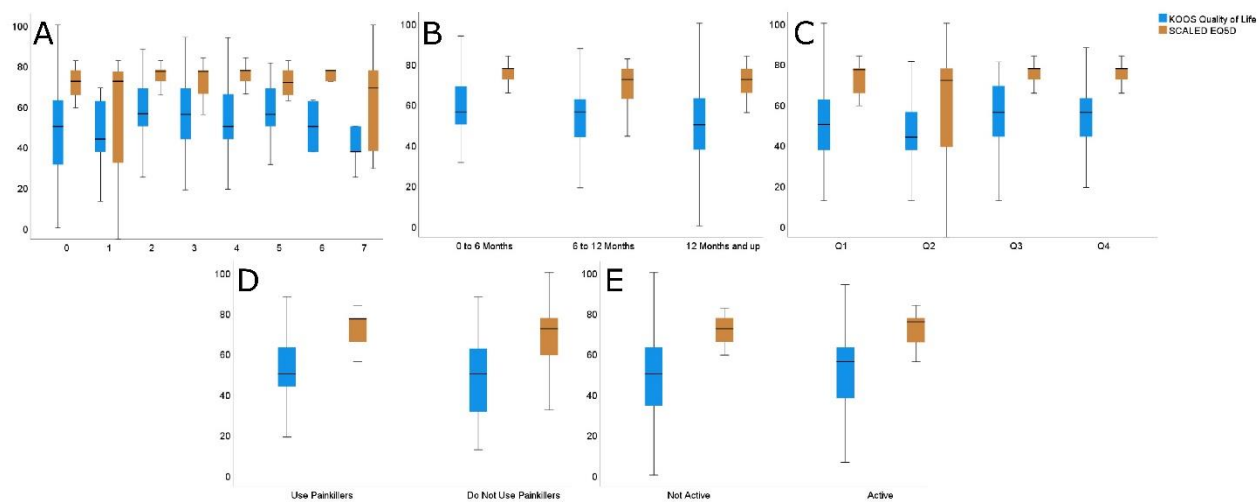 A
B
C
KOOS Quality of Life
SCALED EQ5D
100
80
60
40
20
0
0 1 2 3 4 5 6 7
100
80
60
40
20
0
0 to 6 Months 6 to 12 Months 12 Months and up
100
80
60
40
20
0
Q1 Q2 Q3 Q4
D
E
100
80
60
40
20
0
Use Painkillers Do Not Use Painkillers
100
80
60
40
20
0
Not Active Active